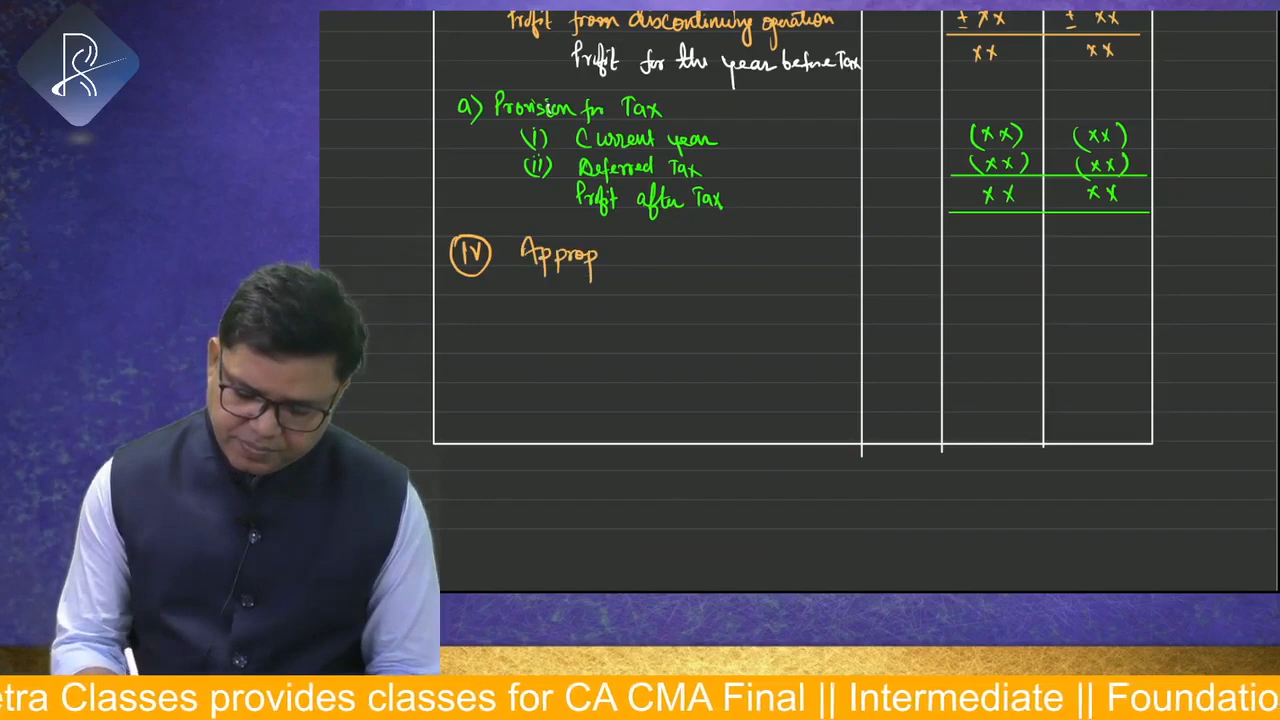 Profit from discontinuing operation ± xx ± xx
xx xx
Profit for the year before Tax
a) Provision for Tax
(i) Current year (xx) (xx)
(ii) Deferred Tax (xx) (xx)
Profit after Tax xx xx
IV Approp
etra Classes provides classes for CA CMA Final || Intermediate || Foundatio